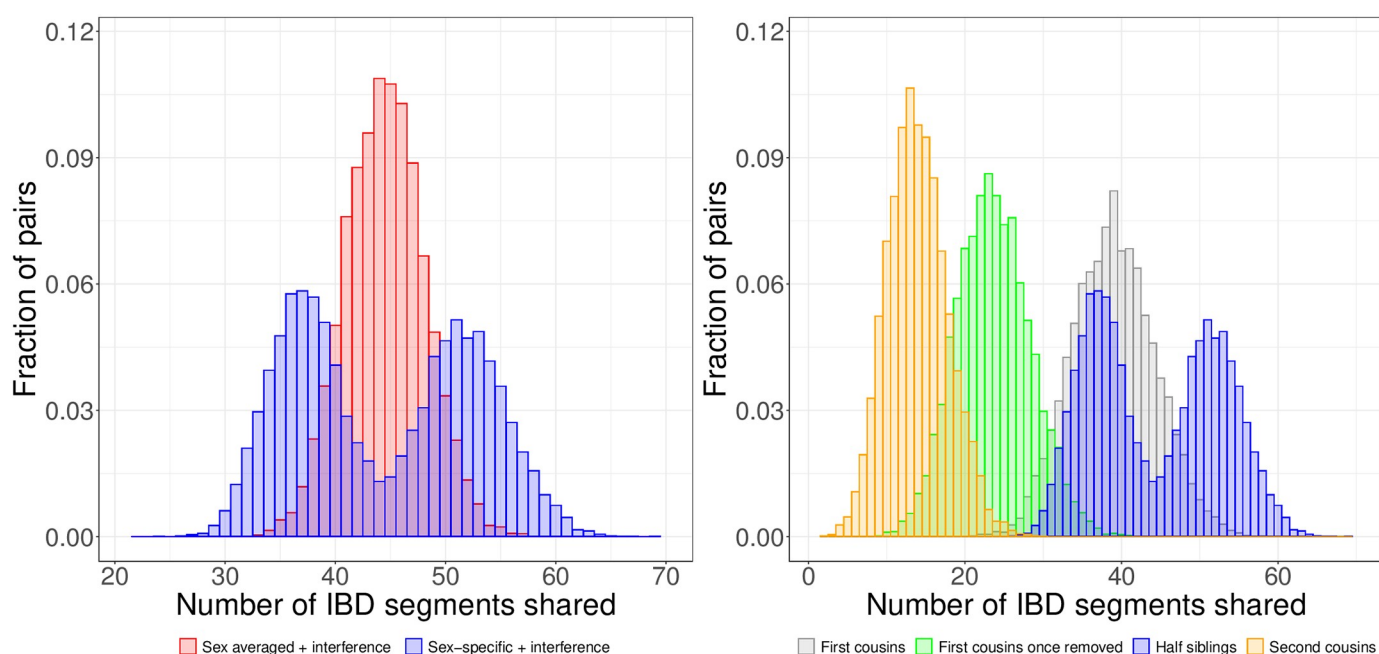 0.12
0.09
0.06
0.03
0.00
Fraction of pairs
20 30 40 50 60 70
Number of IBD segments shared
Sex averaged + interference Sex−specific + interference
0.12
0.09
0.06
0.03
0.00
Fraction of pairs
0 20 40 60
Number of IBD segments shared
First cousins First cousins once removed Half siblings Second cousins